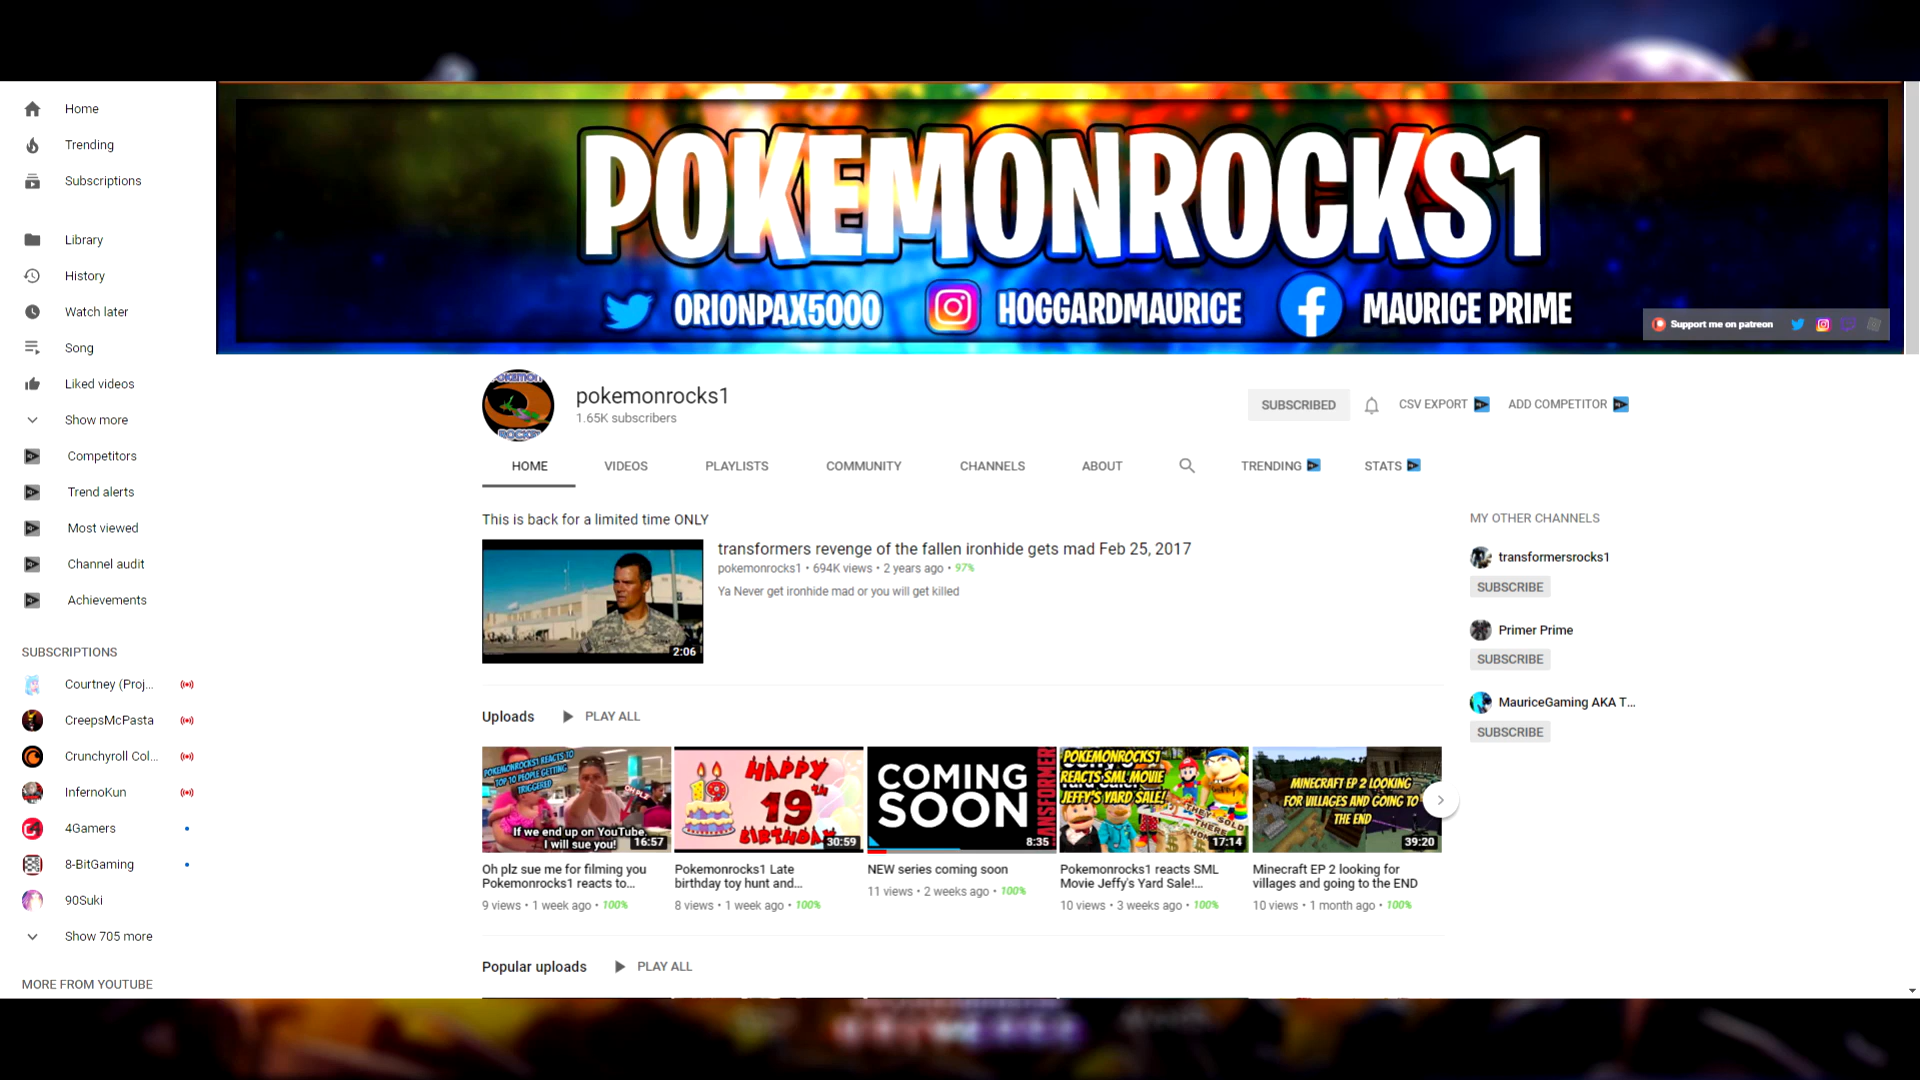 Home
Trending
Subscriptions
Library
History
Watch later
Song
Liked videos
Show more
Competitors
Trend alerts
Most viewed
Channel audit
Achievements
SUBSCRIPTIONS
Courtney (Proj...
CreepsMcPasta
Crunchyroll Col...
InfernoKun
4Gamers
8-BitGaming
90Suki
Show 705 more
MORE FROM YOUTUBE
POKEMONROCKS1
ORIONPAX5000 HOGGARDMAURICE MAURICE PRIME
Support me on patreon
pokemonrocks1
1.65K subscribers
SUBSCRIBED CSV EXPORT ADD COMPETITOR
HOME VIDEOS PLAYLISTS COMMUNITY CHANNELS ABOUT TRENDING STATS
This is back for a limited time ONLY
2:06
transformers revenge of the fallen ironhide gets mad Feb 25, 2017
pokemonrocks1 • 694K views • 2 years ago • 97%
Ya Never get ironhide mad or you will get killed
MY OTHER CHANNELS
transformersrocks1
SUBSCRIBE
Primer Prime
SUBSCRIBE
MauriceGaming AKA T...
SUBSCRIBE
Uploads PLAY ALL
POKEMONROCKS1 REACTS TO
TOP 10 PEOPLE GETTING
TRIGGERED
If we end up on YouTube,
I will sue you!
16:57
Oh plz sue me for filming you
Pokemonrocks1 reacts to...
9 views • 1 week ago • 100%
HAPPY
19TH
BIRTHDAY
30:59
Pokemonrocks1 Late
birthday toy hunt and...
8 views • 1 week ago • 100%
COMING
SOON
8:35
NEW series coming soon
11 views • 2 weeks ago • 100%
POKEMONROCKS1
REACTS SML MOVIE
JEFFY'S YARD SALE!
17:14
Pokemonrocks1 reacts SML
Movie Jeffy's Yard Sale!...
10 views • 3 weeks ago • 100%
MINECRAFT EP 2 LOOKING
FOR VILLAGES AND GOING TO
THE END
39:20
Minecraft EP 2 looking for
villages and going to the END
10 views • 1 month ago • 100%
Popular uploads PLAY ALL